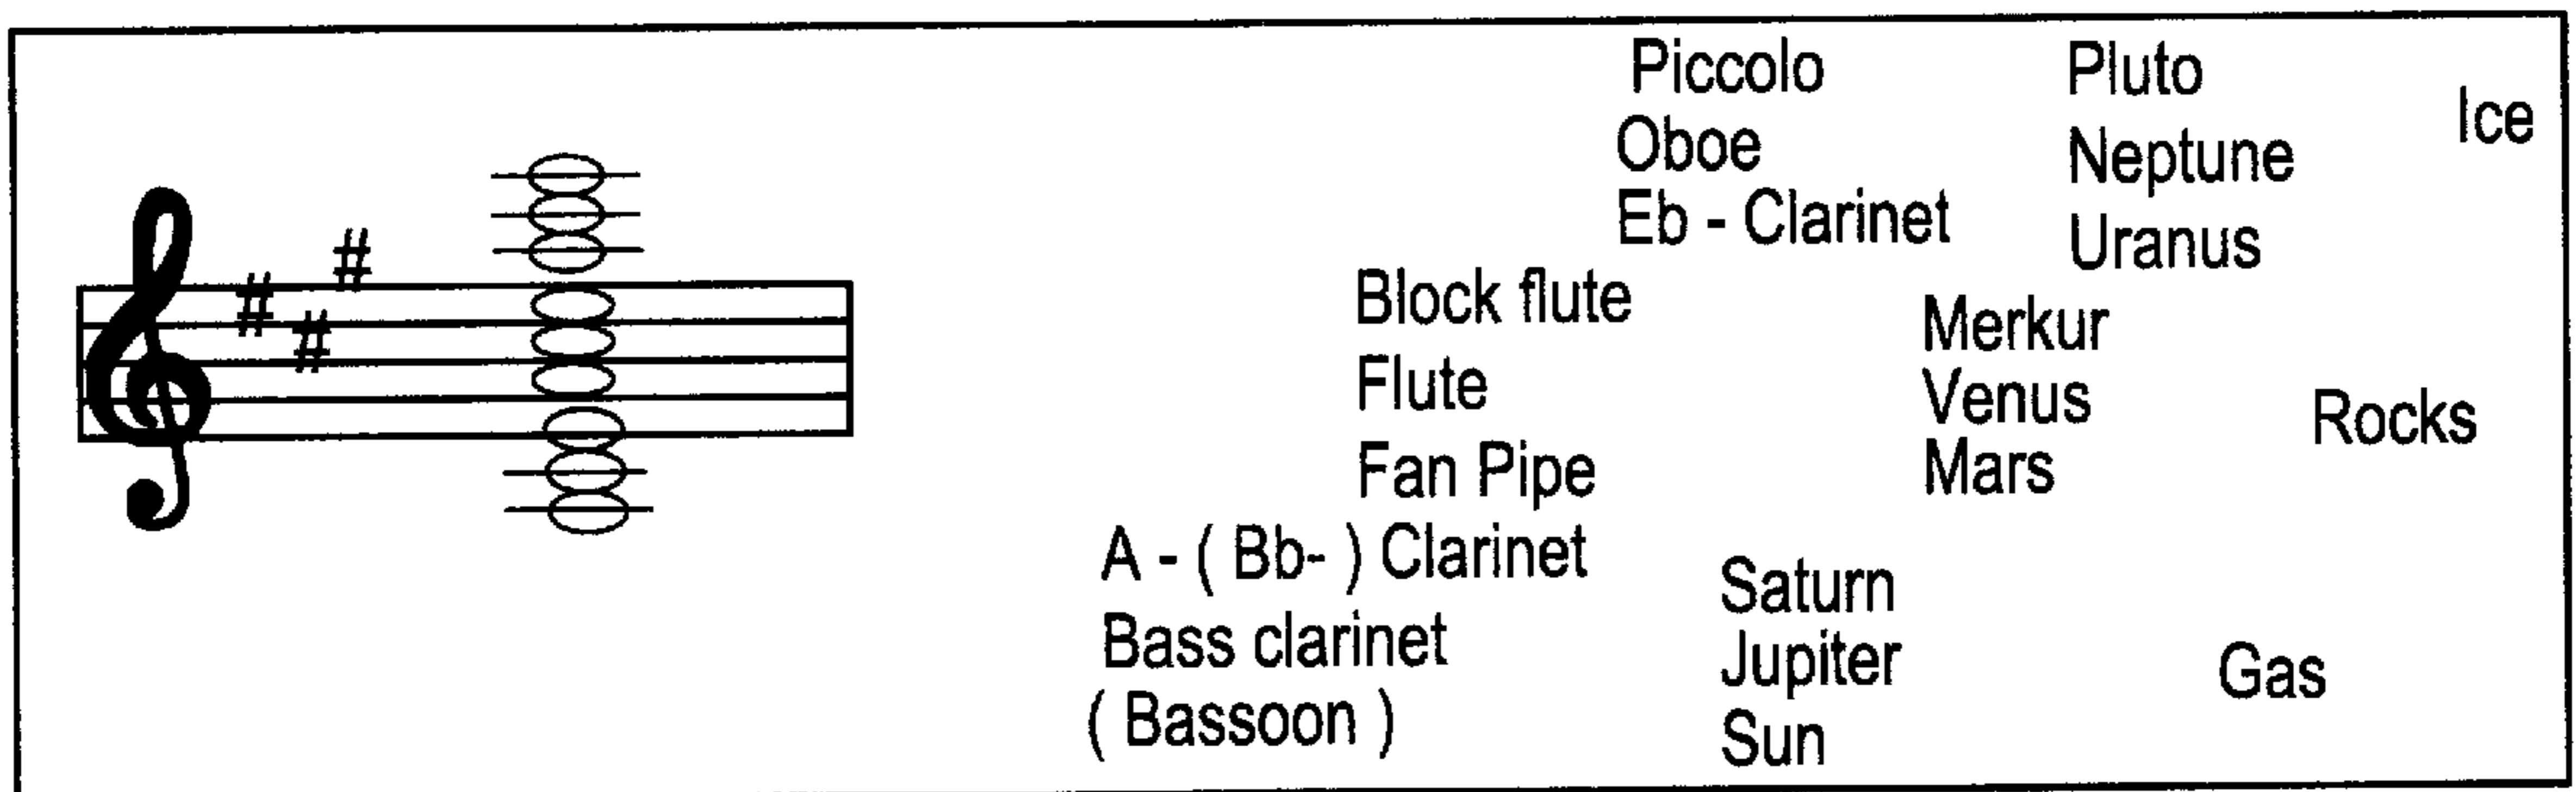 Piccolo Pluto
Ice
Oboe Neptune
Eb - Clarinet Uranus
Block flute Merkur
Flute Venus
Rocks
Fan Pipe Mars
A - ( Bb- ) Clarinet Saturn
Bass clarinet Jupiter
Gas
( Bassoon ) Sun